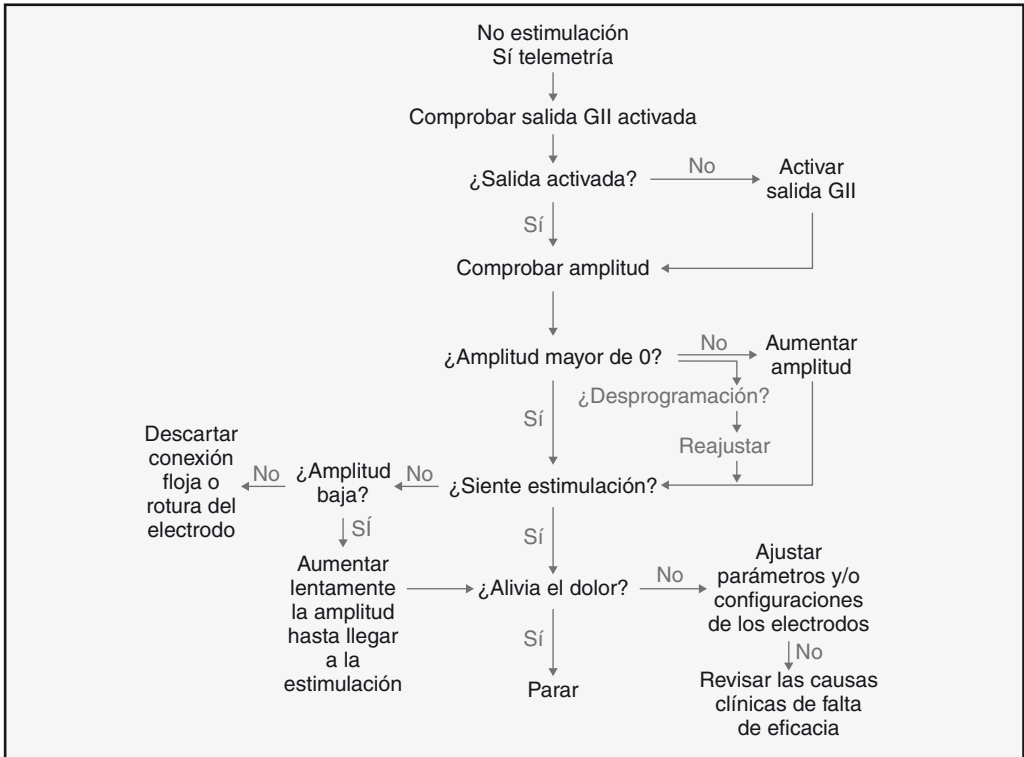 No estimulación
Sí telemetría
Comprobar salida GII activada
¿Salida activada?
No
Activar
salida GII
Sí
Comprobar amplitud
¿Amplitud mayor de 0?
No
Aumentar
amplitud
¿Desprogramación?
Reajustar
Sí
¿Siente estimulación?
No
¿Amplitud
baja?
No
Descartar
conexión
floja o
rotura del
electrodo
SÍ
Aumentar
lentamente
la amplitud
hasta llegar
a la
estimulación
Sí
¿Alivia el dolor?
No
Ajustar
parámetros y/o
configuraciones
de los electrodos
No
Revisar las causas
clínicas de falta
de eficacia
Sí
Parar